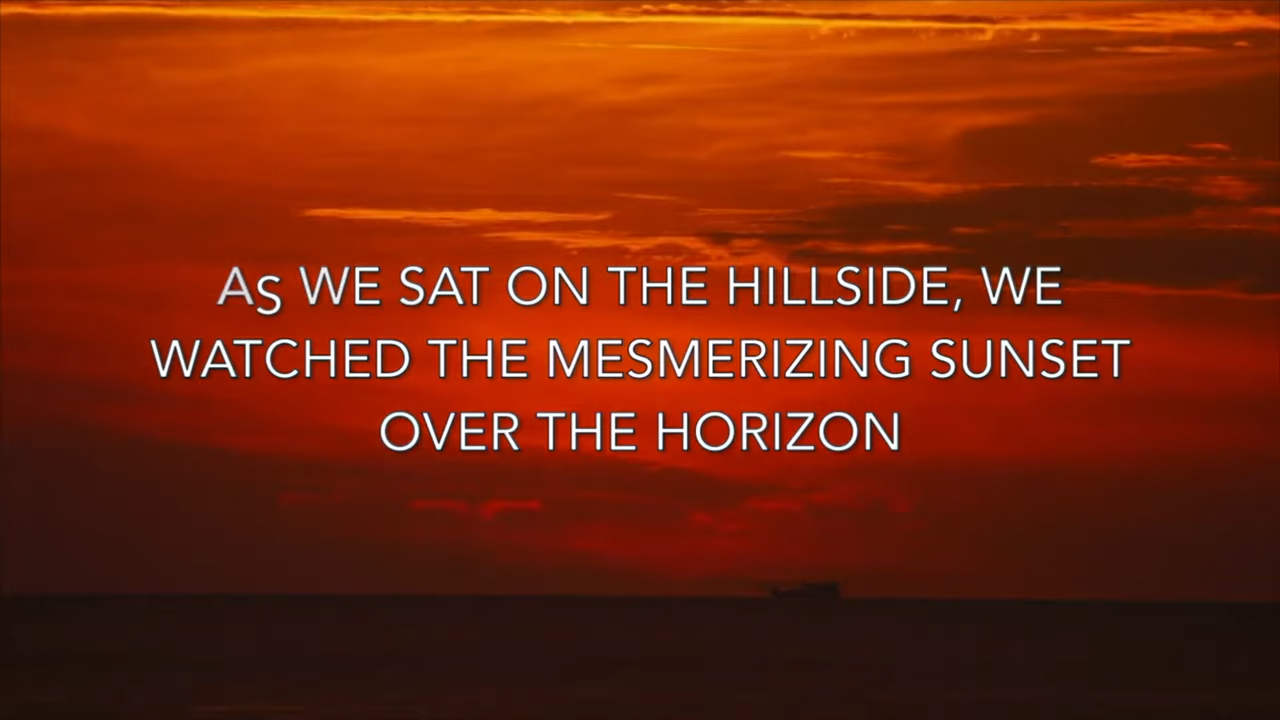 As WE SAT ON THE HILLSIDE, WE
WATCHED THE MESMERIZING SUNSET
OVER THE HORIZON